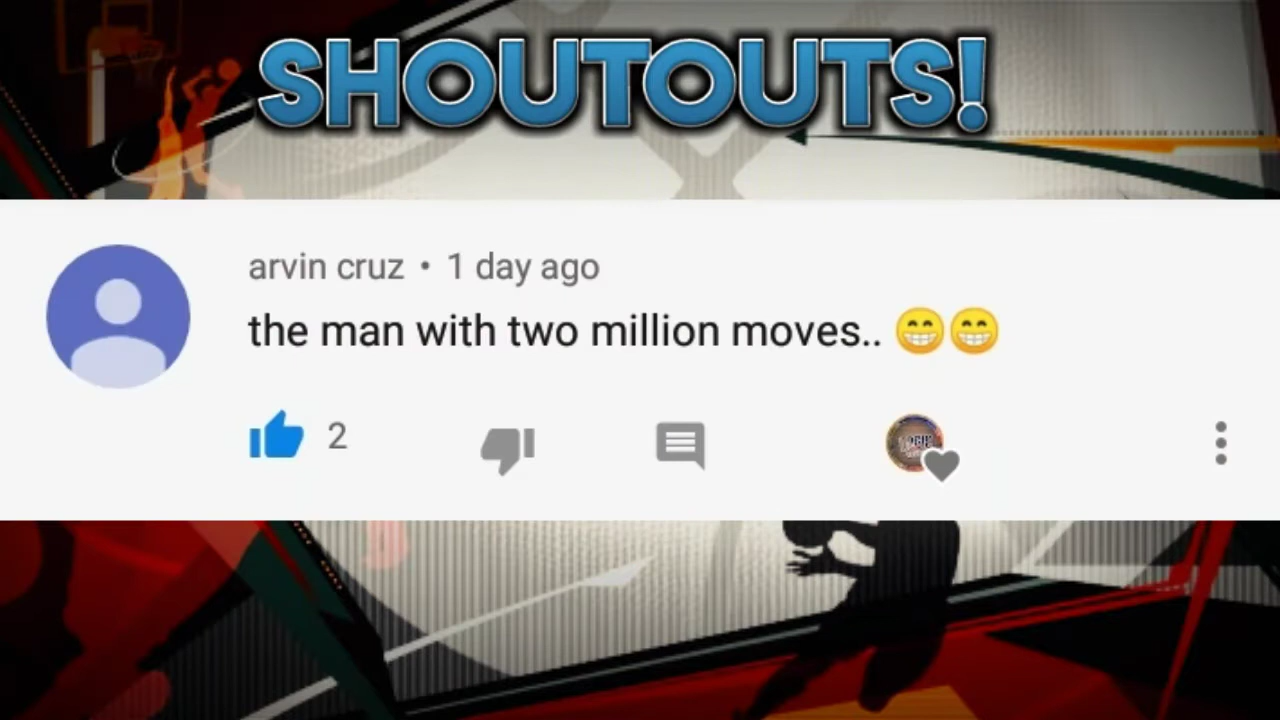 SHOUTOUTS!
arvin cruz • 1 day ago
the man with two million moves.. 😁😁
2